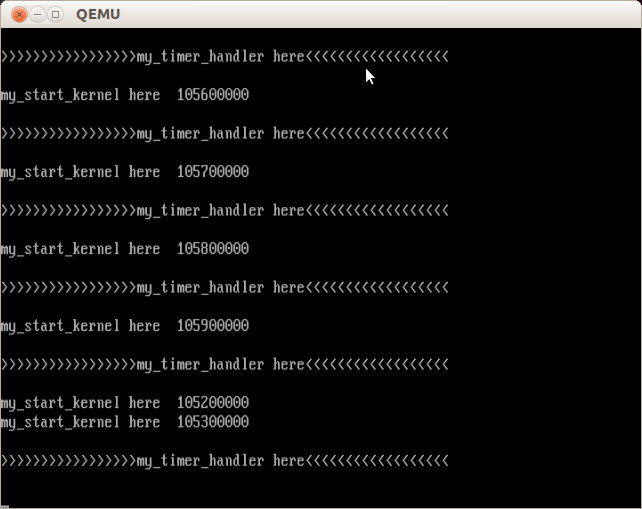 QEMU
>>>>>>>>>>>>>>>>>my_timer_handler here<<<<<<<<<<<<<<<<<<
my_start_kernel here  105600000
>>>>>>>>>>>>>>>>>my_timer_handler here<<<<<<<<<<<<<<<<<<
my_start_kernel here  105700000
>>>>>>>>>>>>>>>>>my_timer_handler here<<<<<<<<<<<<<<<<<<
my_start_kernel here  105800000
>>>>>>>>>>>>>>>>>my_timer_handler here<<<<<<<<<<<<<<<<<<
my_start_kernel here  105900000
>>>>>>>>>>>>>>>>>my_timer_handler here<<<<<<<<<<<<<<<<<<
my_start_kernel here  105200000
my_start_kernel here  105300000
>>>>>>>>>>>>>>>>>my_timer_handler here<<<<<<<<<<<<<<<<<<